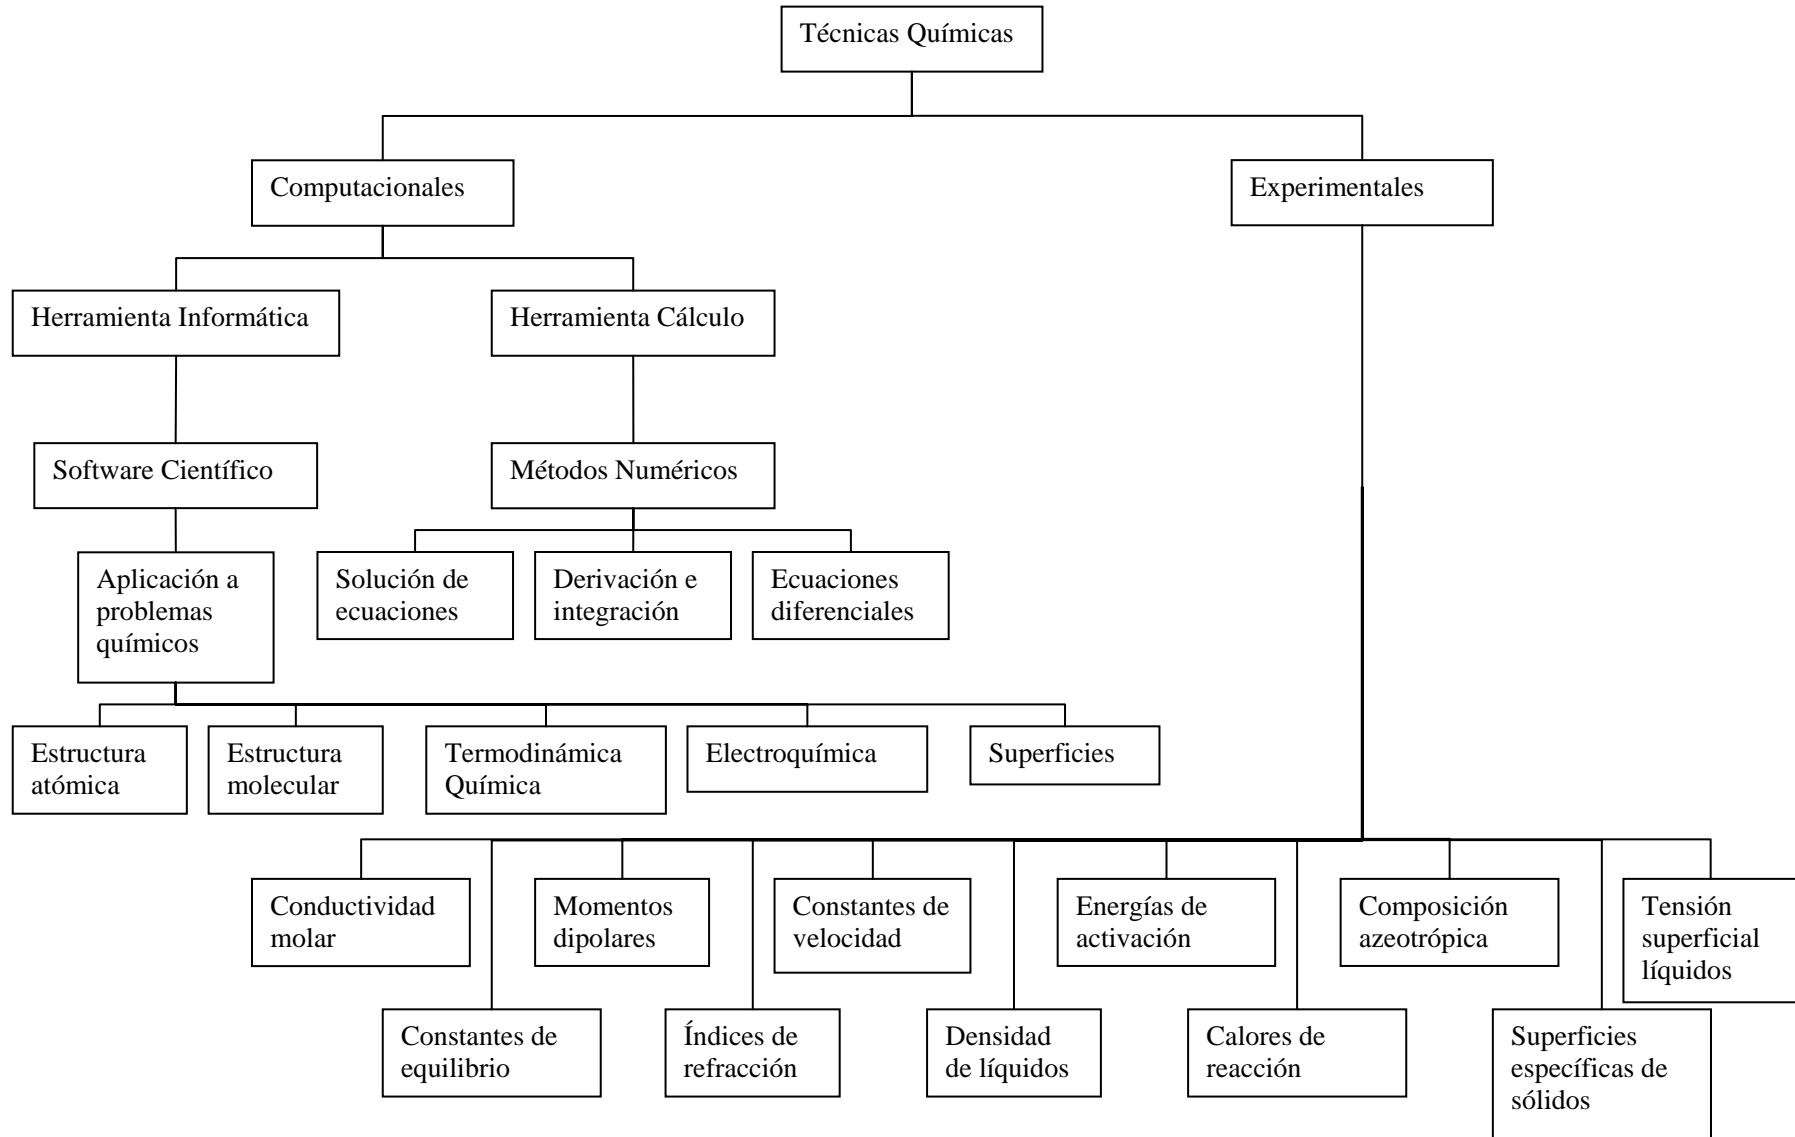 Técnicas Químicas
Computacionales
Experimentales
Herramienta Informática
Herramienta Cálculo
Software Científico
Métodos Numéricos
Aplicación a
problemas
químicos
Solución de
ecuaciones
Derivación e
integración
Ecuaciones
diferenciales
Estructura
atómica
Estructura
molecular
Termodinámica
Química
Electroquímica
Superficies
Conductividad
molar
Momentos
dipolares
Constantes de
velocidad
Energías de
activación
Composición
azeotrópica
Tensión
superficial
líquidos
Constantes de
equilibrio
Índices de
refracción
Densidad
de líquidos
Calores de
reacción
Superficies
específicas de
sólidos